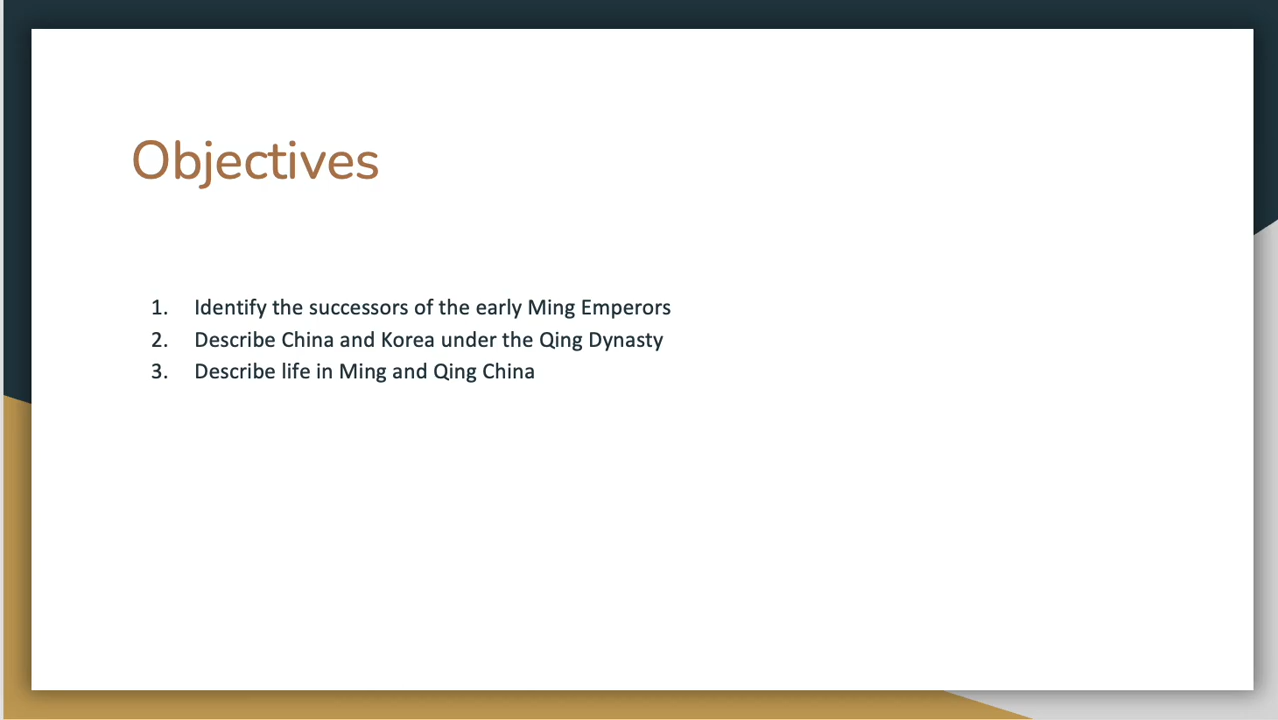 Objectives
1. Identify the successors of the early Ming Emperors
2. Describe China and Korea under the Qing Dynasty
3. Describe life in Ming and Qing China